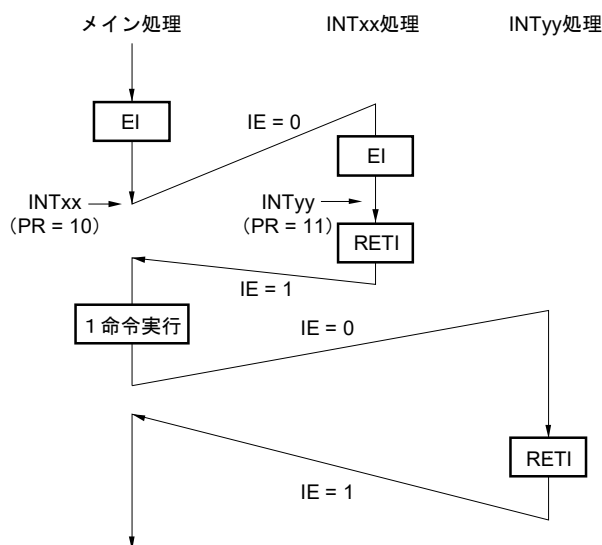 メイン処理
INTxx処理
INTyy処理
EI
IE = 0
EI
INTxx
(PR = 10)
INTyy
(PR = 11)
RETI
IE = 1
1命令実行
IE = 0
RETI
IE = 1